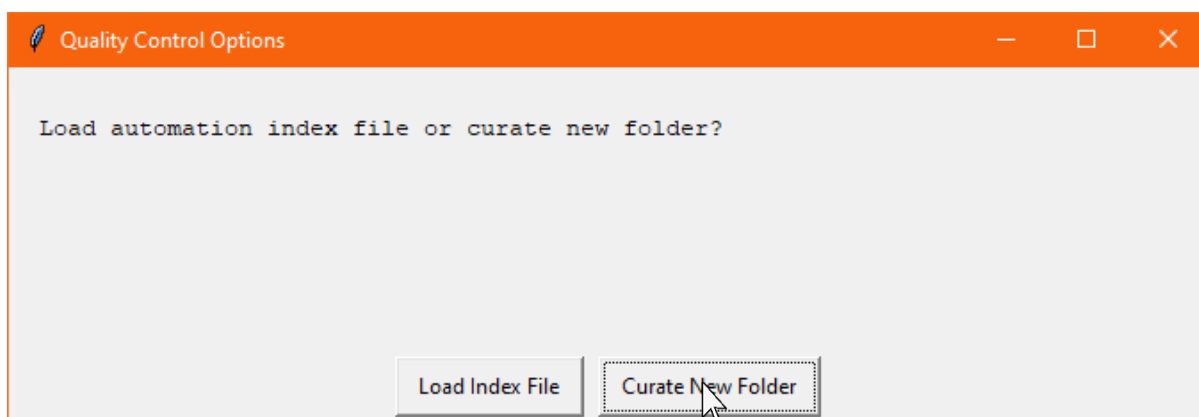 Quality Control Options
Load automation index file or curate new folder?
Load Index File
Curate New Folder